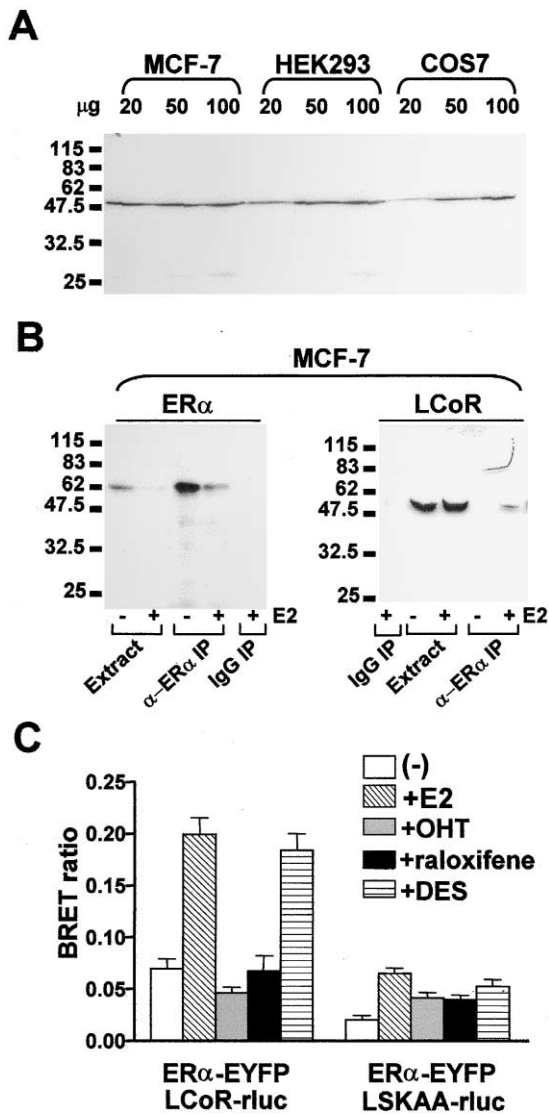 A
MCF-7 HEK293 COS7
μg 20 50 100 20 50 100 20 50 100
115
83
62
47.5
32.5
25
B
MCF-7
ERα LCoR
115
83
62
47.5
32.5
25
115
83
62
47.5
32.5
25
- + - + + E2
Extract α-ERα IP IgG IP
+ - + - + E2
IgG IP Extract α-ERα IP
C
BRET ratio
0.25
0.20
0.15
0.10
0.05
0.00
(-)
+E2
+OHT
+raloxifene
+DES
ERα-EYFP
LCoR-rluc
ERα-EYFP
LSKAA-rluc